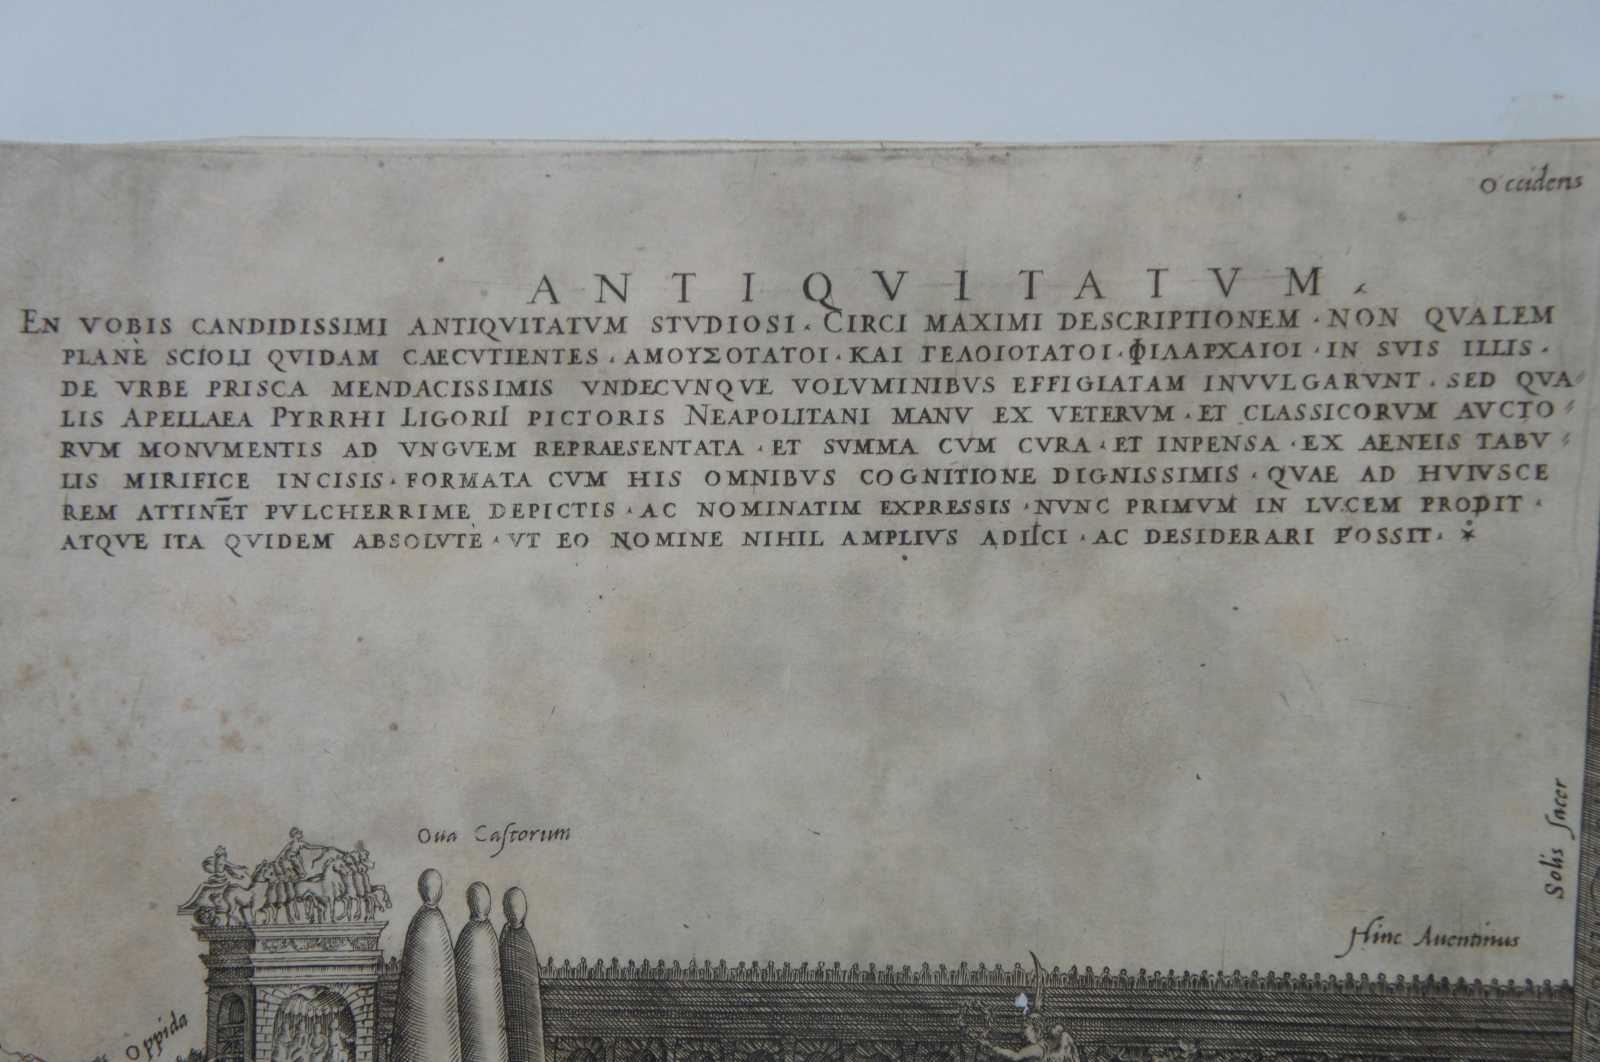 Occidens
ANTIQVITATVM.
EN VOBIS CANDIDISSIMI ANTIQVITATVM STVDIOSI. CIRCI MAXIMI DESCRIPTIONEM · NON QVALEM
PLANÈ SCIOLI QVIDAM CAECVTIENTES · ΑΜΟΥΣΟΤΑΤΟΙ · ΚΑΙ ΓΕΛΟΙΟΤΑΤΟΙ · ΦΙΛΑΡΧΑΙΟΙ · IN SVIS ILLIS ·
DE VRBE PRISCA MENDACISSIMIS VNDECVNQVE VOLVMINIBVS EFFIGIATAM INVVLGARVNT · SED QVA⸗
LIS APELLAEA PYRRHI LIGORII PICTORIS NEAPOLITANI MANV EX VETERVM · ET CLASSICORVM AVCTO⸗
RVM MONVMENTIS AD VNGVEM REPRAESENTATA · ET SVMMA CVM CVRA · ET INPENSA · EX AENEIS TABV⸗
LIS MIRIFICE INCISIS · FORMATA CVM HIS OMNIBVS COGNITIONE DIGNISSIMIS · QVAE AD HVIVSCE
REM ATTINĒT PVLCHERRIME DEPICTIS · AC NOMINATIM EXPRESSIS · NVNC PRIMVM IN LVCEM PRODIT ·
ATQVE ITA QVIDEM ABSOLVTE · VT EO NOMINE NIHIL AMPLIVS ADIICI · AC DESIDERARI POSSIT ·
Oua Caſtorum
Solis ſacer
Hinc Auentinus
Oppida